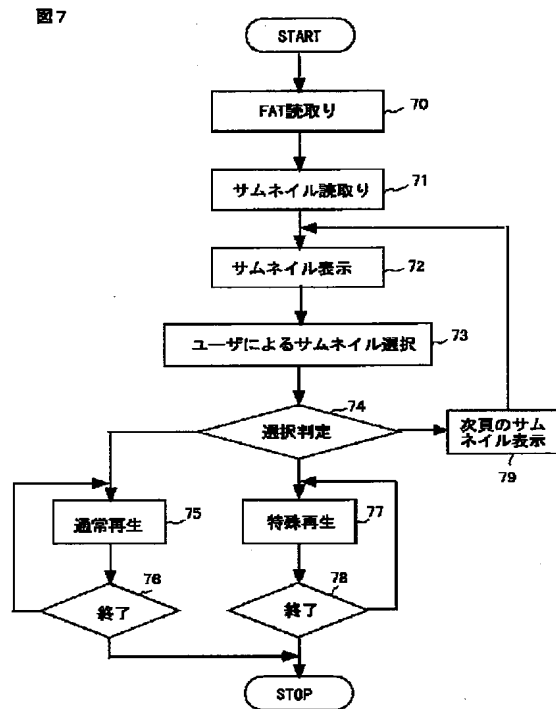 図7
START
FAT読取り
70
サムネイル読取り
71
サムネイル表示
72
ユーザによるサムネイル選択
73
74
選択判定
次頁のサム
ネイル表示
79
通常再生
75
特殊再生
77
76
終了
78
終了
STOP